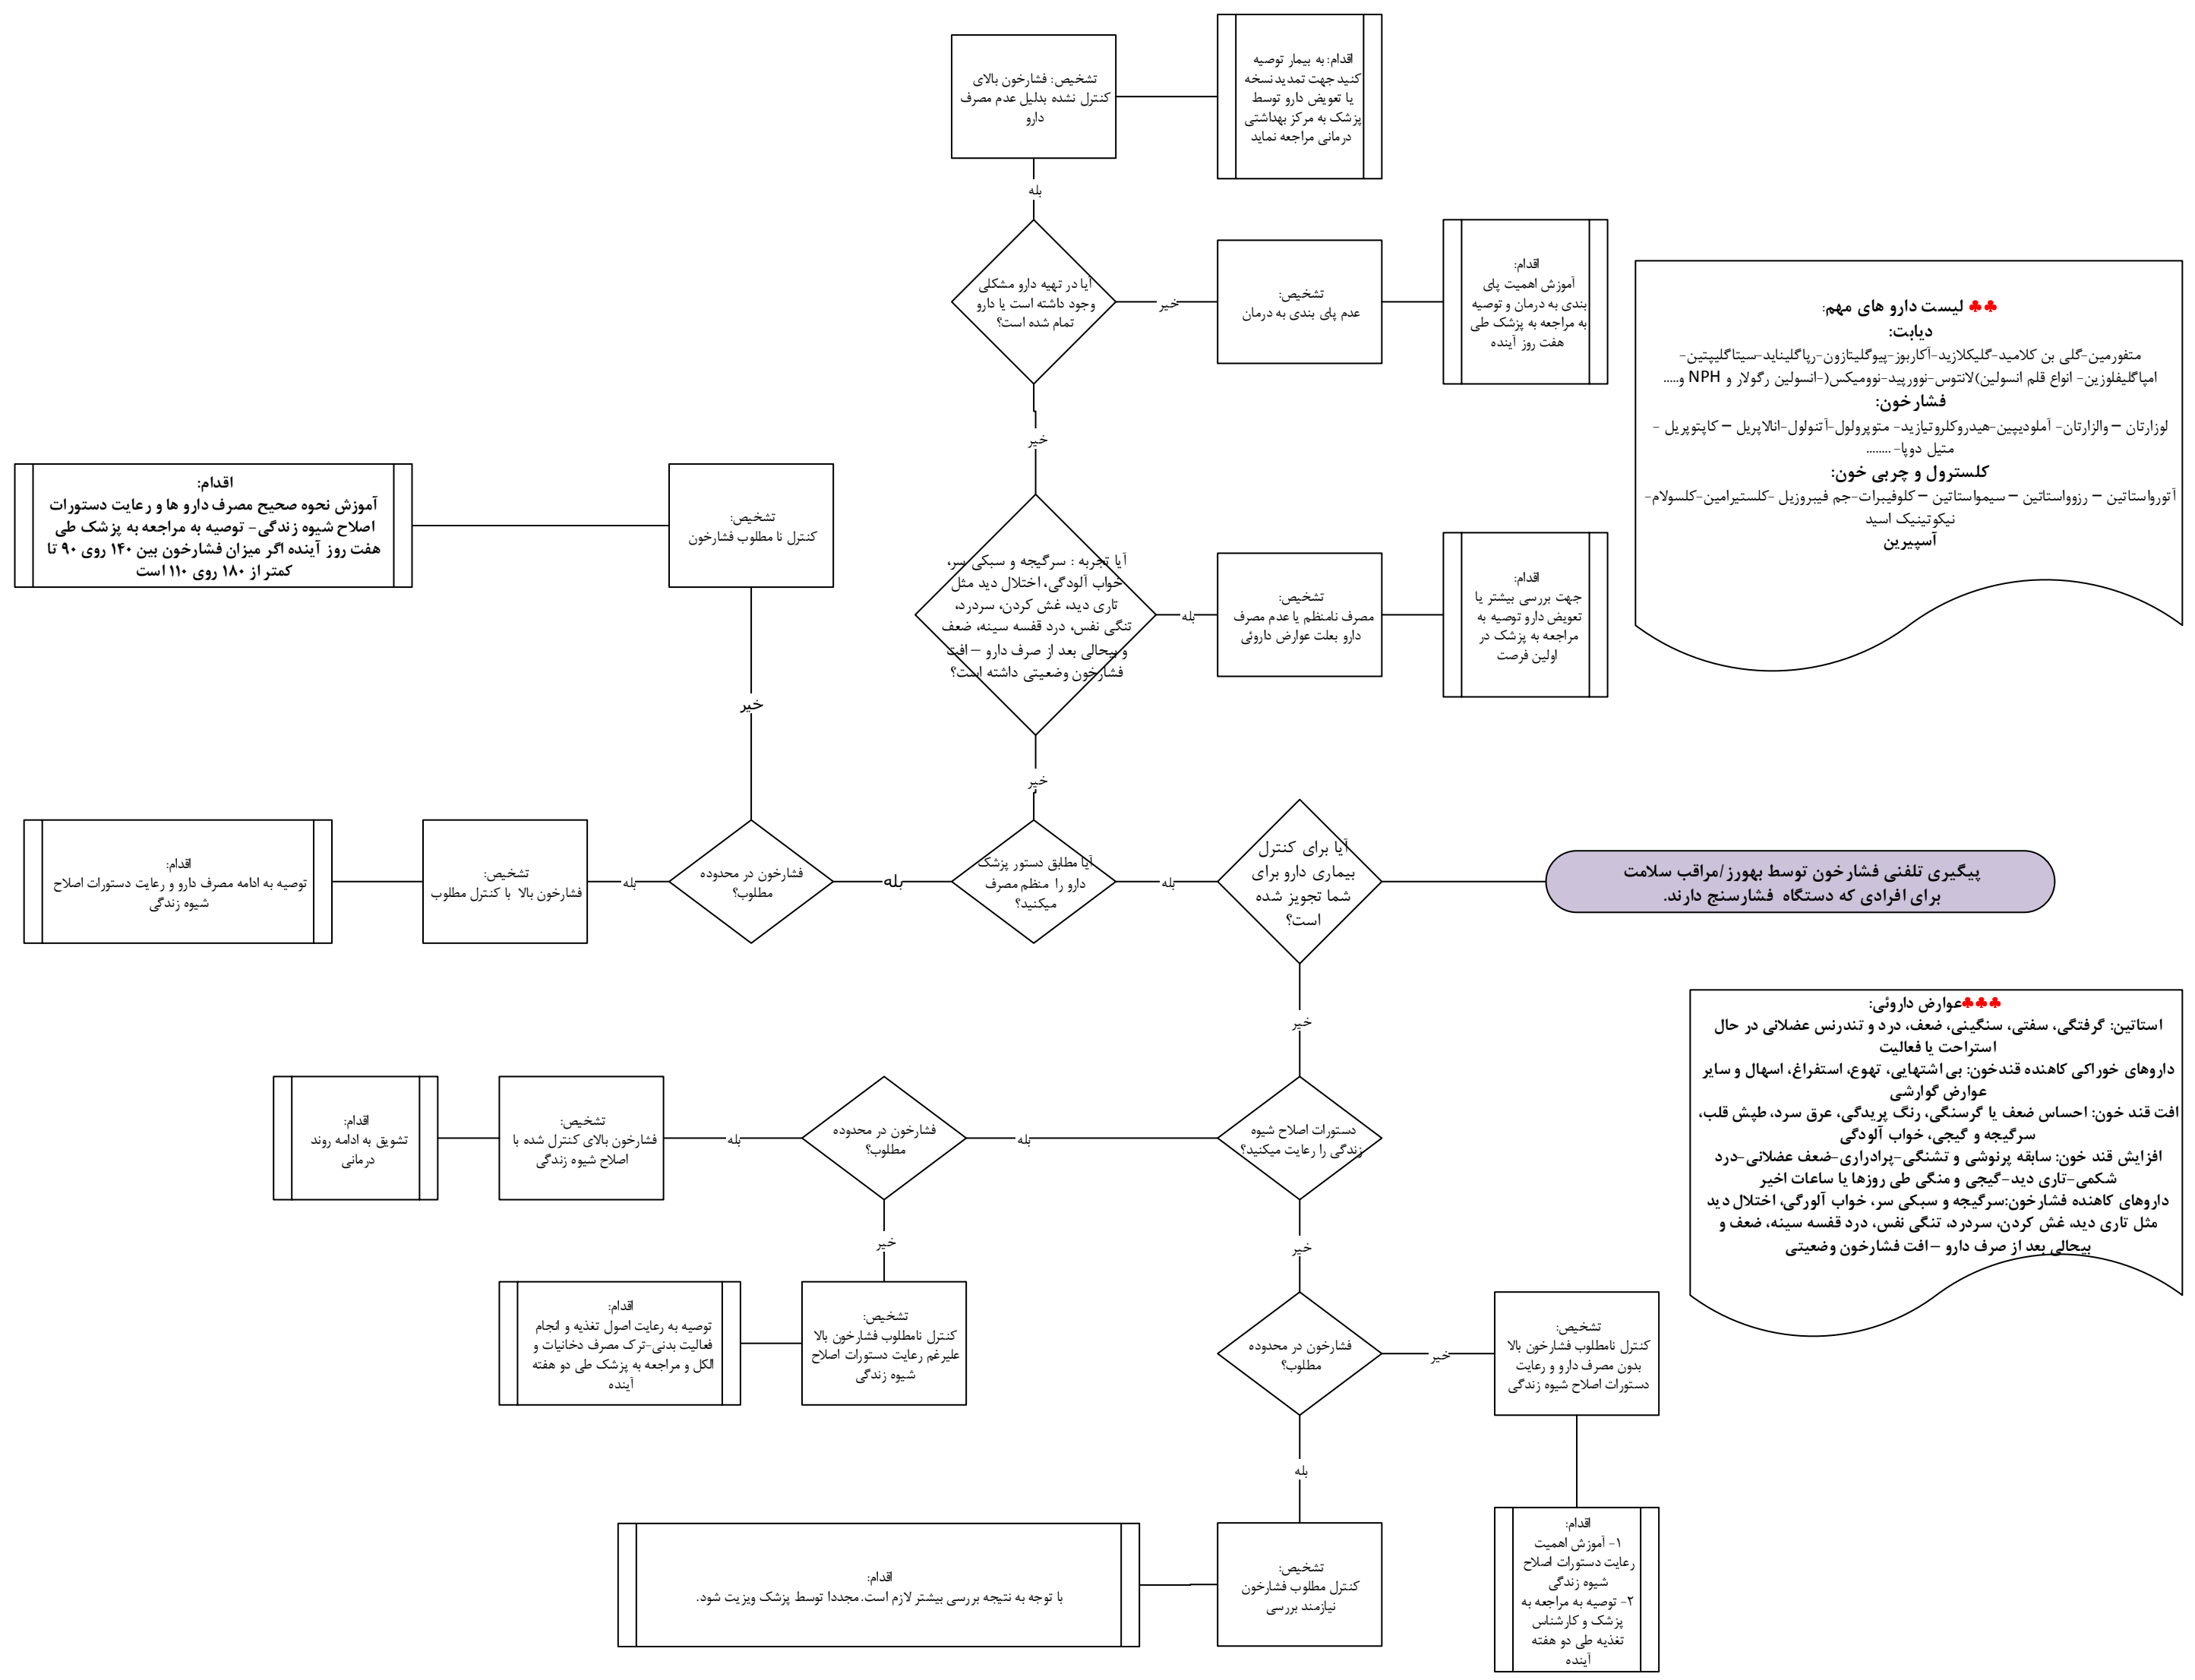 تشخیص: فشارخون بالای
کنترل نشده بدلیل عدم مصرف
دارو
اقدام: به بیمار توصیه
کنید جهت تمدید نسخه
یا تعویض دارو توسط
پزشک به مرکز بهداشتی
درمانی مراجعه نماید
بله
آیا در تهیه دارو مشکلی
وجود داشته است یا دارو
تمام شده است؟
خیر
تشخیص:
عدم پای بندی به درمان
اقدام:
آموزش اهمیت پای
بندی به درمان و توصیه
به مراجعه به پزشک طی
هفت روز آینده
♣♣ لیست دارو های مهم:
دیابت:
متفورمین-گلی بن کلامید-گلیکلازید-آکاربوز-پیوگلیتازون-رپاگلیناید-سیتاگلیپتین-
امپاگلیفلوزین- انواع قلم انسولین)لانتوس-نوورپید-نوومیکس(-انسولین رگولار و NPH و.....
فشارخون:
لوزارتان – والزارتان- آملودیپین-هیدروکلروتیازید- متوپرولول-آتنولول-انالاپریل – کاپتوپریل -
متیل دوپا- ........
کلسترول و چربی خون:
آتورواستاتین – رزوواستاتین – سیمواستاتین – کلوفیبرات-جم فیبروزیل -کلستیرامین-کلسولام-
نیکوتینیک اسید
آسپیرین
خیر
اقدام:
آموزش نحوه صحیح مصرف دارو ها و رعایت دستورات
اصلاح شیوه زندگی- توصیه به مراجعه به پزشک طی
هفت روز آینده اگر میزان فشارخون بین ۱۴۰ روی ۹۰ تا
کمتر از ۱۸۰ روی ۱۱۰ است
تشخیص:
کنترل نا مطلوب فشارخون
آیا تجربه : سرگیجه و سبکی سر،
خواب آلودگی، اختلال دید مثل
تاری دید، غش کردن، سردرد،
تنگی نفس، درد قفسه سینه، ضعف
و بیحالی بعد از صرف دارو – افت
فشارخون وضعیتی داشته است؟
بله
تشخیص:
مصرف نامنظم یا عدم مصرف
دارو بعلت عوارض داروئی
اقدام:
جهت بررسی بیشتر یا
تعویض دارو توصیه به
مراجعه به پزشک در
اولین فرصت
خیر
خیر
پیگیری تلفنی فشارخون توسط بهورز/مراقب سلامت
برای افرادی که دستگاه فشارسنج دارند.
آیا برای کنترل
بیماری دارو برای
شما تجویز شده
است؟
بله
آیا مطابق دستور پزشک
دارو را منظم مصرف
میکنید؟
بله
فشارخون در محدوده
مطلوب؟
بله
تشخیص:
فشارخون بالا با کنترل مطلوب
اقدام:
توصیه به ادامه مصرف دارو و رعایت دستورات اصلاح
شیوه زندگی
خیر
♣♣♣عوارض داروئی:
استاتین: گرفتگی، سفتی، سنگینی، ضعف، درد و تندرنس عضلانی در حال
استراحت یا فعالیت
داروهای خوراکی کاهنده قندخون: بی اشتهایی، تهوع، استفراغ، اسهال و سایر
عوارض گوارشی
افت قند خون: احساس ضعف یا گرسنگی، رنگ پریدگی، عرق سرد، طپش قلب،
سرگیجه و گیجی، خواب آلودگی
افزایش قند خون: سابقه پرنوشی و تشنگی-پرادراری-ضعف عضلانی-درد
شکمی-تاری دید-گیجی و منگی طی روزها یا ساعات اخیر
داروهای کاهنده فشارخون:سرگیجه و سبکی سر، خواب آلورگی، اختلال دید
مثل تاری دید، غش کردن، سردرد، تنگی نفس، درد قفسه سینه، ضعف و
بیحالی بعد از صرف دارو – افت فشارخون وضعیتی
دستورات اصلاح شیوه
زندگی را رعایت میکنید؟
بله
فشارخون در محدوده
مطلوب؟
بله
تشخیص:
فشارخون بالای کنترل شده با
اصلاح شیوه زندگی
اقدام:
تشویق به ادامه روند
درمانی
خیر
خیر
تشخیص:
کنترل نامطلوب فشارخون بالا
علیرغم رعایت دستورات اصلاح
شیوه زندگی
اقدام:
توصیه به رعایت اصول تغذیه و انجام
فعالیت بدنی-ترک مصرف دخانیات و
الکل و مراجعه به پزشک طی دو هفته
آینده
فشارخون در محدوده
مطلوب؟
خیر
تشخیص:
کنترل نامطلوب فشارخون بالا
بدون مصرف دارو و رعایت
دستورات اصلاح شیوه زندگی
بله
اقدام:
۱- آموزش اهمیت
رعایت دستورات اصلاح
شیوه زندگی
۲- توصیه به مراجعه به
پزشک و کارشناس
تغذیه طی دو هفته
آینده
تشخیص:
کنترل مطلوب فشارخون
نیازمند بررسی
اقدام:
با توجه به نتیجه بررسی بیشتر لازم است.مجددا توسط پزشک ویزیت شود.